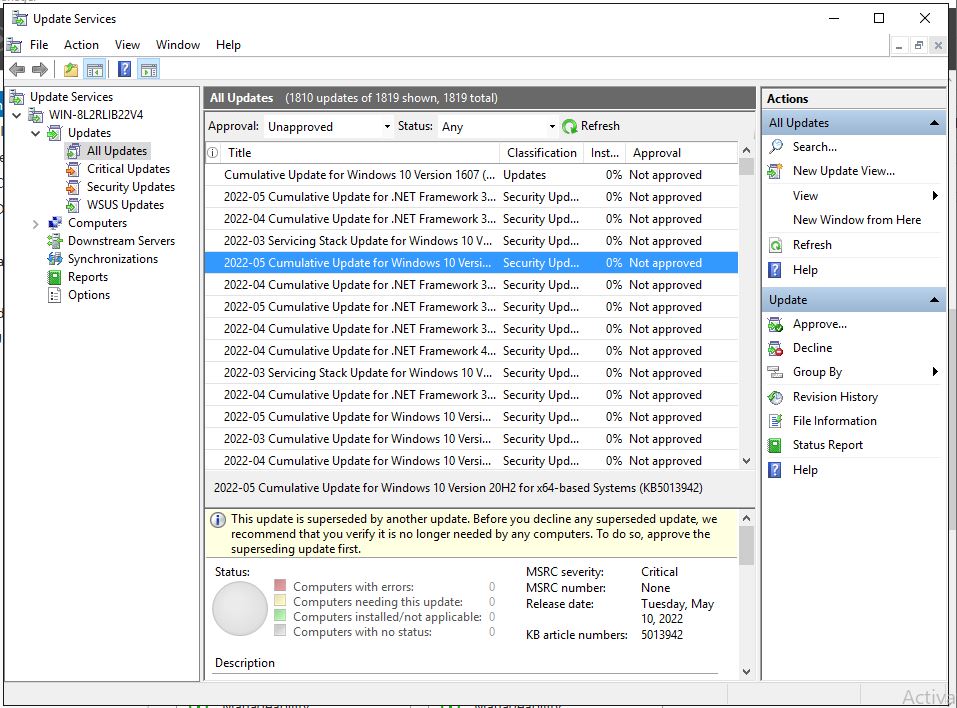 Update Services
File Action View Window Help
Update Services
WIN-8L2RLIB22V4
Updates
All Updates
Critical Updates
Security Updates
WSUS Updates
Computers
Downstream Servers
Synchronizations
Reports
Options
All Updates (1810 updates of 1819 shown, 1819 total)
Approval: Unapproved Status: Any Refresh
Title Classification Inst... Approval
Cumulative Update for Windows 10 Version 1607 (... Updates 0% Not approved
2022-05 Cumulative Update for .NET Framework 3... Security Upd... 0% Not approved
2022-04 Cumulative Update for .NET Framework 3... Security Upd... 0% Not approved
2022-03 Servicing Stack Update for Windows 10 V... Security Upd... 0% Not approved
2022-05 Cumulative Update for Windows 10 Versi... Security Upd... 0% Not approved
2022-04 Cumulative Update for .NET Framework 3... Security Upd... 0% Not approved
2022-05 Cumulative Update for .NET Framework 3... Security Upd... 0% Not approved
2022-04 Cumulative Update for .NET Framework 3... Security Upd... 0% Not approved
2022-04 Cumulative Update for .NET Framework 4... Security Upd... 0% Not approved
2022-03 Servicing Stack Update for Windows 10 V... Security Upd... 0% Not approved
2022-04 Cumulative Update for .NET Framework 3... Security Upd... 0% Not approved
2022-05 Cumulative Update for Windows 10 Versi... Security Upd... 0% Not approved
2022-03 Cumulative Update for Windows 10 Versi... Security Upd... 0% Not approved
2022-04 Cumulative Update for Windows 10 Versi... Security Upd... 0% Not approved
2022-05 Cumulative Update for Windows 10 Version 20H2 for x64-based Systems (KB5013942)
This update is superseded by another update. Before you decline any superseded update, we
recommend that you verify it is no longer needed by any computers. To do so, approve the
superseding update first.
Status:
Computers with errors: 0
Computers needing this update: 0
Computers installed/not applicable: 0
Computers with no status: 0
MSRC severity: Critical
MSRC number: None
Release date: Tuesday, May
10, 2022
KB article numbers: 5013942
Description
Actions
All Updates
Search...
New Update View...
View
New Window from Here
Refresh
Help
Update
Approve...
Decline
Group By
Revision History
File Information
Status Report
Help
Activa